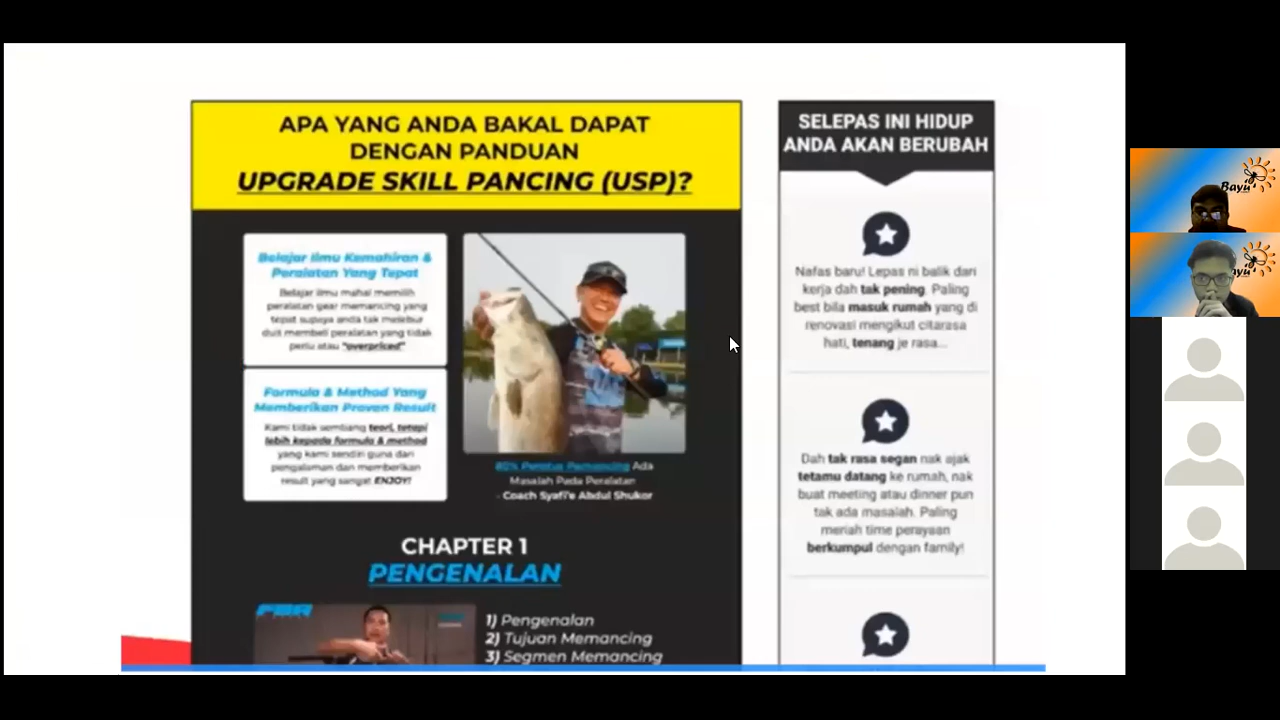 APA YANG ANDA BAKAL DAPAT
DENGAN PANDUAN
UPGRADE SKILL PANCING (USP)?
Belajar Ilmu Kemahiran &
Peralatan Yang Tepat
Belajar ilmu mahal memilih
peralatan gear memancing yang
tepat supaya anda tak melebur
duit membeli peralatan yang tidak
perlu atau "overpriced"
Formula & Method Yang
Memberikan Proven Result
Kami tidak sembang teori, tetapi
lebih kepada formula & method
yang kami sendiri guna dari
pengalaman dan memberikan
result yang sangat ENJOY!
80% Peratus Pemancing Ada
Masalah Pada Peralatan
- Coach Syafi'e Abdul Shukor
CHAPTER 1
PENGENALAN
1) Pengenalan
2) Tujuan Memancing
3) Segmen Memancing
SELEPAS INI HIDUP
ANDA AKAN BERUBAH
Nafas baru! Lepas ni balik dari
kerja dah tak pening. Paling
best bila masuk rumah yang di
renovasi mengikut citarasa
hati, tenang je rasa...
Dah tak rasa segan nak ajak
tetamu datang ke rumah, nak
buat meeting atau dinner pun
tak ada masalah. Paling
meriah time perayaan
berkumpul dengan family!
Bayu